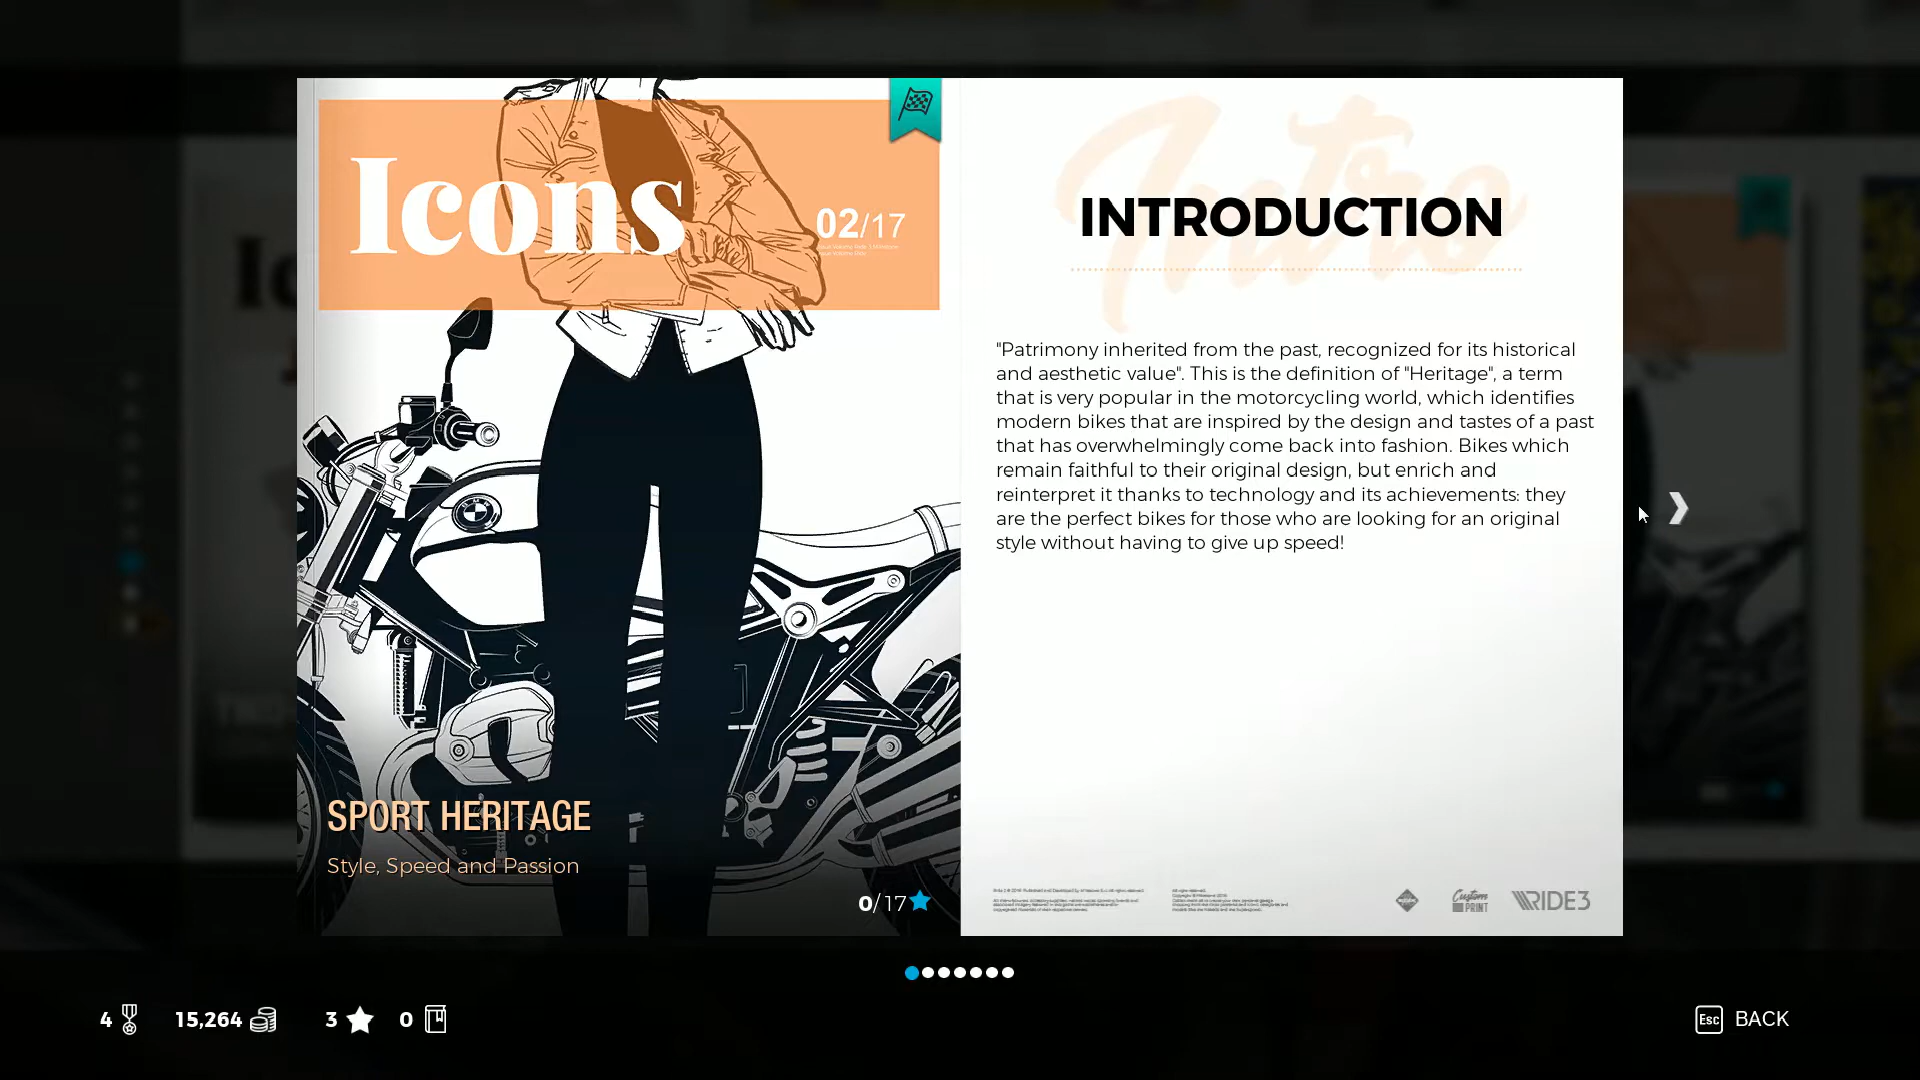 Icons
02/17
SPORT HERITAGE
Style, Speed and Passion
0/17
Intro
INTRODUCTION
"Patrimony inherited from the past, recognized for its historical
and aesthetic value". This is the definition of "Heritage", a term
that is very popular in the motorcycling world, which identifies
modern bikes that are inspired by the design and tastes of a past
that has overwhelmingly come back into fashion. Bikes which
remain faithful to their original design, but enrich and
reinterpret it thanks to technology and its achievements: they
are the perfect bikes for those who are looking for an original
style without having to give up speed!
Custom
PRINT
RIDE3
4
15,264
3
0
Esc BACK